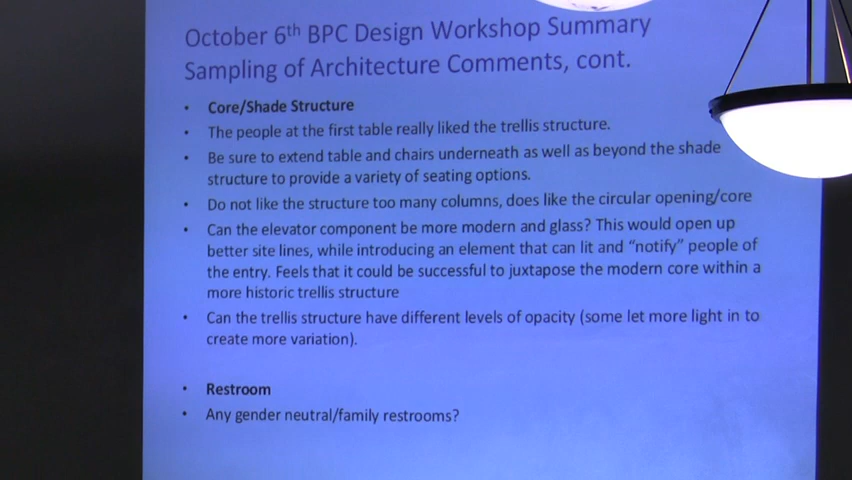 October 6th BPC Design Workshop Summary
Sampling of Architecture Comments, cont.
• Core/Shade Structure
• The people at the first table really liked the trellis structure.
• Be sure to extend table and chairs underneath as well as beyond the shade
structure to provide a variety of seating options.
• Do not like the structure too many columns, does like the circular opening/core
• Can the elevator component be more modern and glass? This would open up
better site lines, while introducing an element that can lit and “notify” people of
the entry. Feels that it could be successful to juxtapose the modern core within a
more historic trellis structure
• Can the trellis structure have different levels of opacity (some let more light in to
create more variation).
• Restroom
• Any gender neutral/family restrooms?